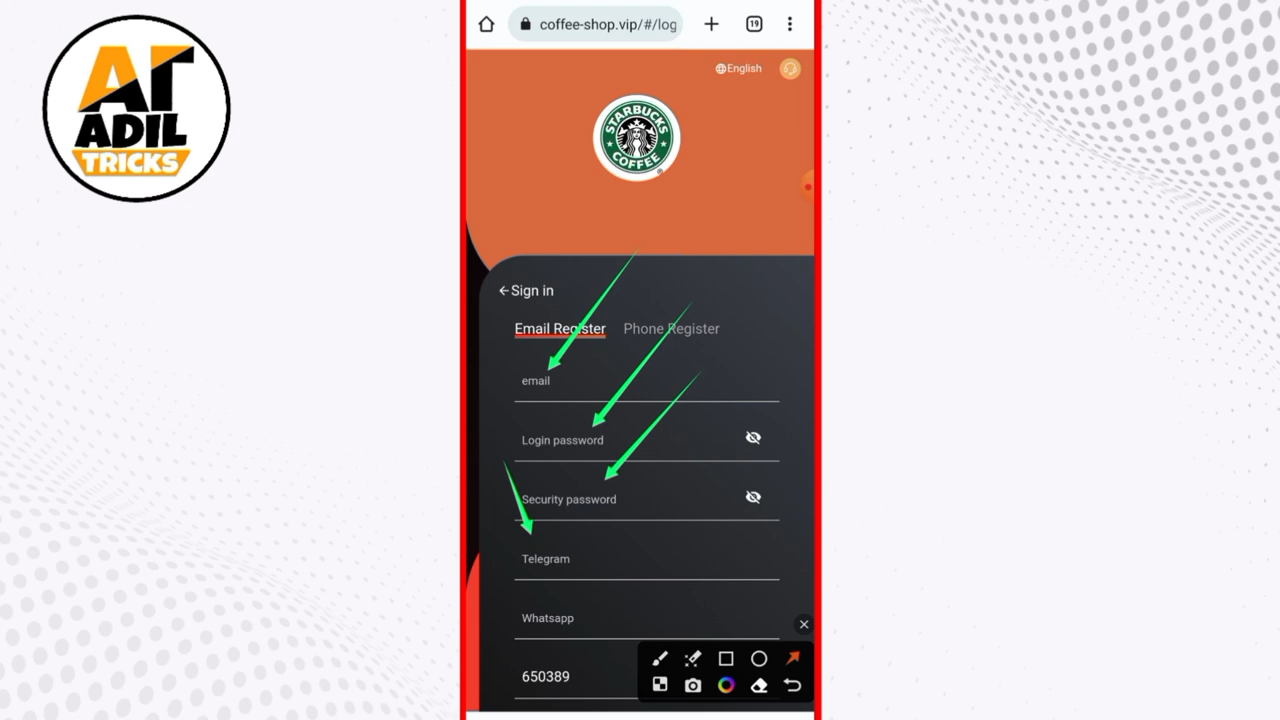 AT
ADIL
TRICKS
coffee-shop.vip/#/log
19
English
STARBUCKS
COFFEE
®
←Sign in
Email Register Phone Register
email
Login password
Security password
Telegram
Whatsapp
650389